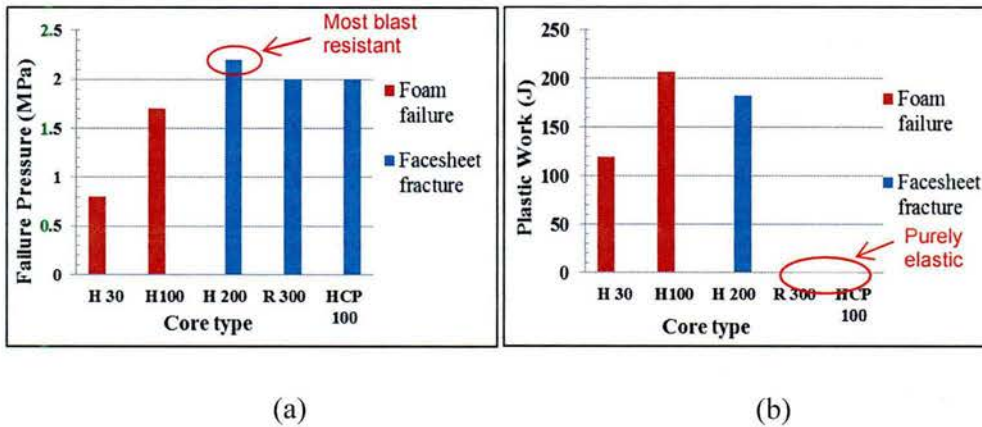 Most blast
resistant
Failure Pressure (MPa)
2.5
2
1.5
1
0.5
0
H 30 H100 H 200 R 300 HCP
100
Core type
Foam
failure
Facesheet
fracture
(a)
Plastic Work (J)
250
200
150
100
50
0
H 30 H100 H 200 R 300 HCP
100
Core type
Foam
failure
Facesheet
fracture
Purely
elastic
(b)